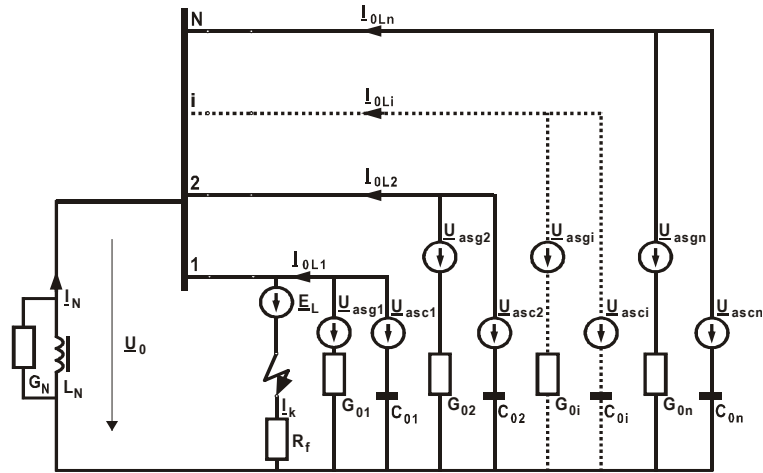 N I0Ln
i I0Li
2 I0L2
1 I0L1
Uasg2 Uasgi Uasgn
IN EL Uasg1 Uasc1 Uasc2 Uasci Uascn
U0
GN LN
Ik G01 C01 G02 C02 G0i C0i G0n C0n
Rf